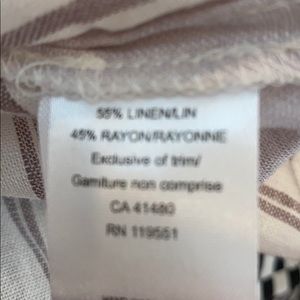 55% LINEN/LIN
45% RAYON/RAYONNE
Exclusive of trim/
Garniture non comprise
CA 41480
RN 119551